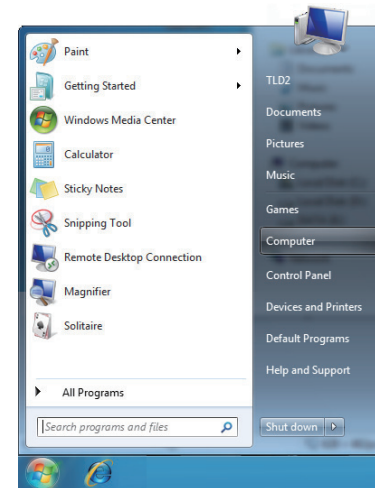 Paint
Getting Started
Windows Media Center
Calculator
Sticky Notes
Snipping Tool
Remote Desktop Connection
Magnifier
Solitaire
All Programs
Search programs and files
TLD2
Documents
Pictures
Music
Games
Computer
Control Panel
Devices and Printers
Default Programs
Help and Support
Shut down